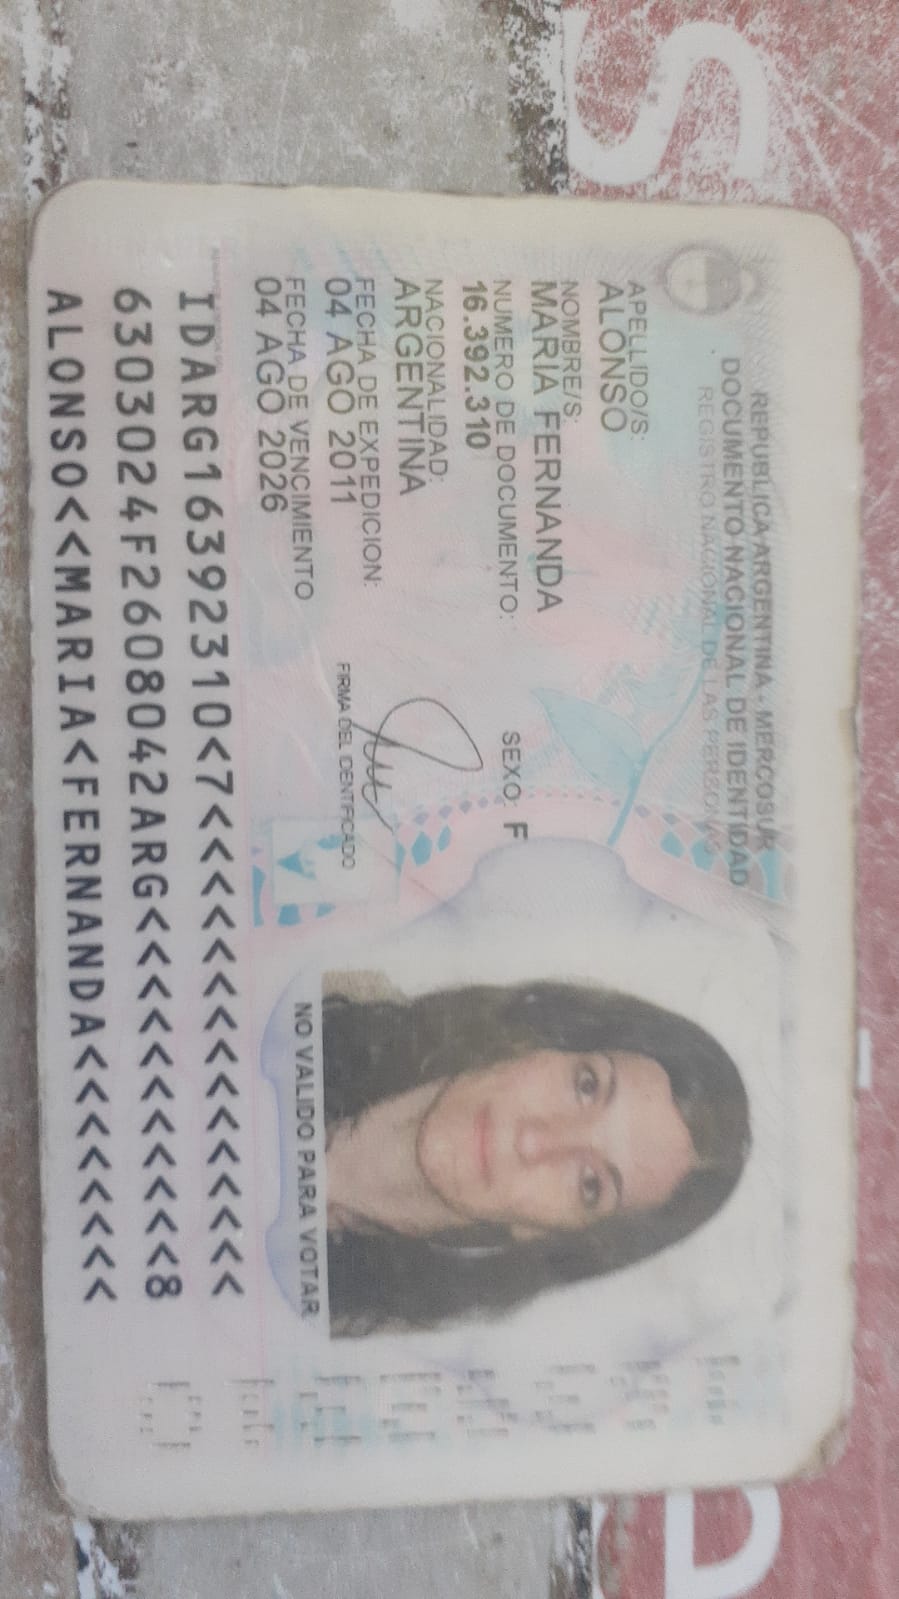 REPUBLICA ARGENTINA - MERCOSUR
DOCUMENTO NACIONAL DE IDENTIDAD
REGISTRO NACIONAL DE LAS PERSONAS
APELLIDO/S:
ALONSO
NOMBRE/S:
MARIA FERNANDA
NUMERO DE DOCUMENTO:
16.392.310
SEXO: F
NACIONALIDAD:
ARGENTINA
FECHA DE EXPEDICION:
04 AGO 2011
FECHA DE VENCIMIENTO
04 AGO 2026
FIRMA DEL IDENTIFICADO
NO VALIDO PARA VOTAR
IDARG16392310<7<<<<<<<<<<<<<<<
6303024F2608042ARG<<<<<<<<<<<8
ALONSO<<MARIA<FERNANDA<<<<<<<<